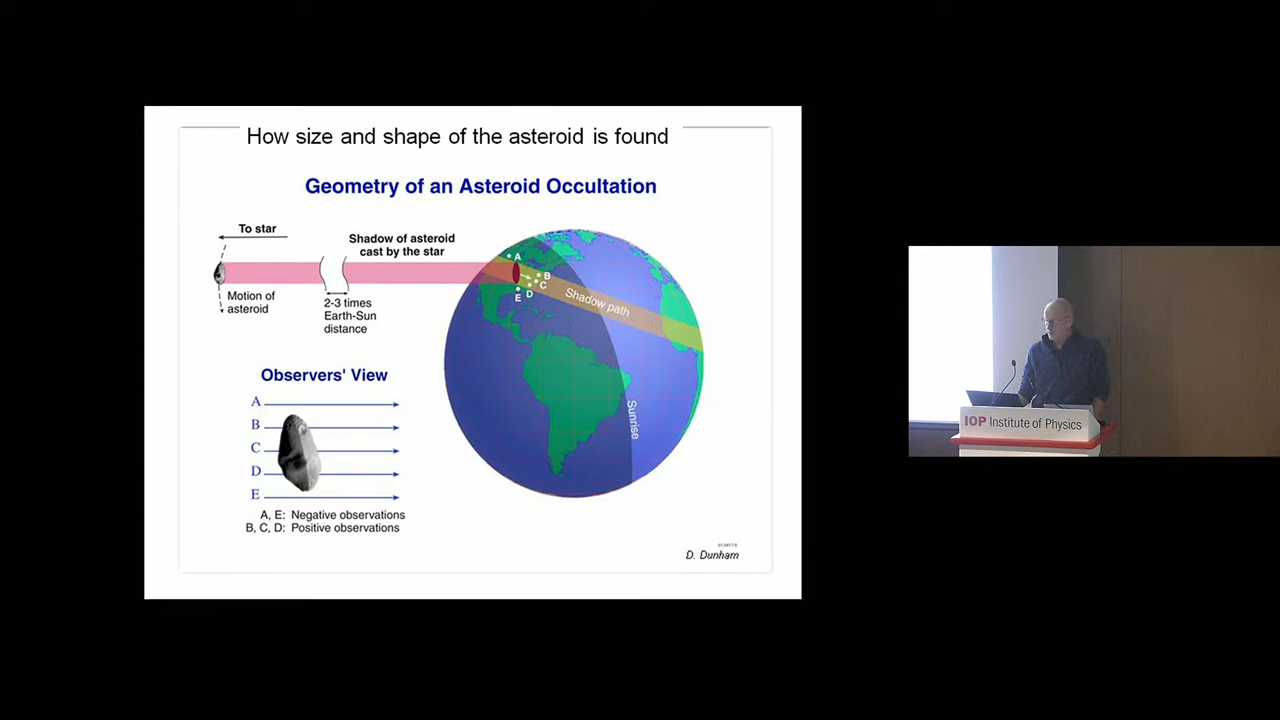 How size and shape of the asteroid is found
Geometry of an Asteroid Occultation
To star
Shadow of asteroid
cast by the star
Motion of
asteroid
2-3 times
Earth-Sun
distance
A
B
C
D
E
Shadow path
Sunrise
Observers' View
A
B
C
D
E
A, E: Negative observations
B, C, D: Positive observations
D. Dunham
IOP Institute of Physics